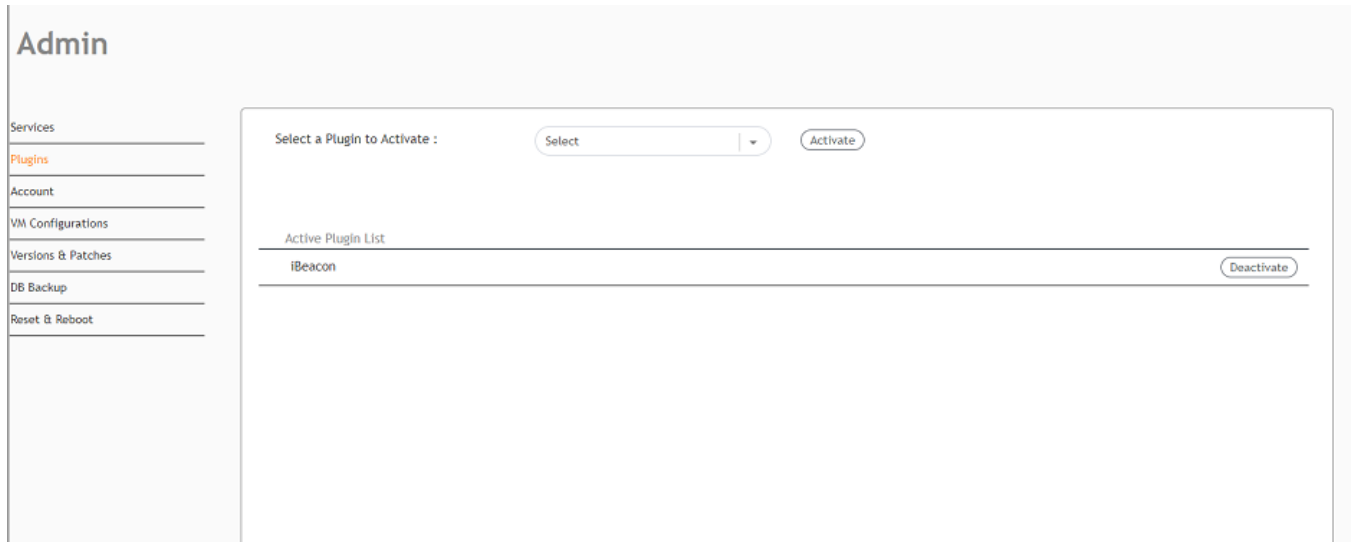 Admin
Services
Plugins
Account
VM Configurations
Versions & Patches
DB Backup
Reset & Reboot
Select a Plugin to Activate :
Select
Activate
Active Plugin List
iBeacon
Deactivate